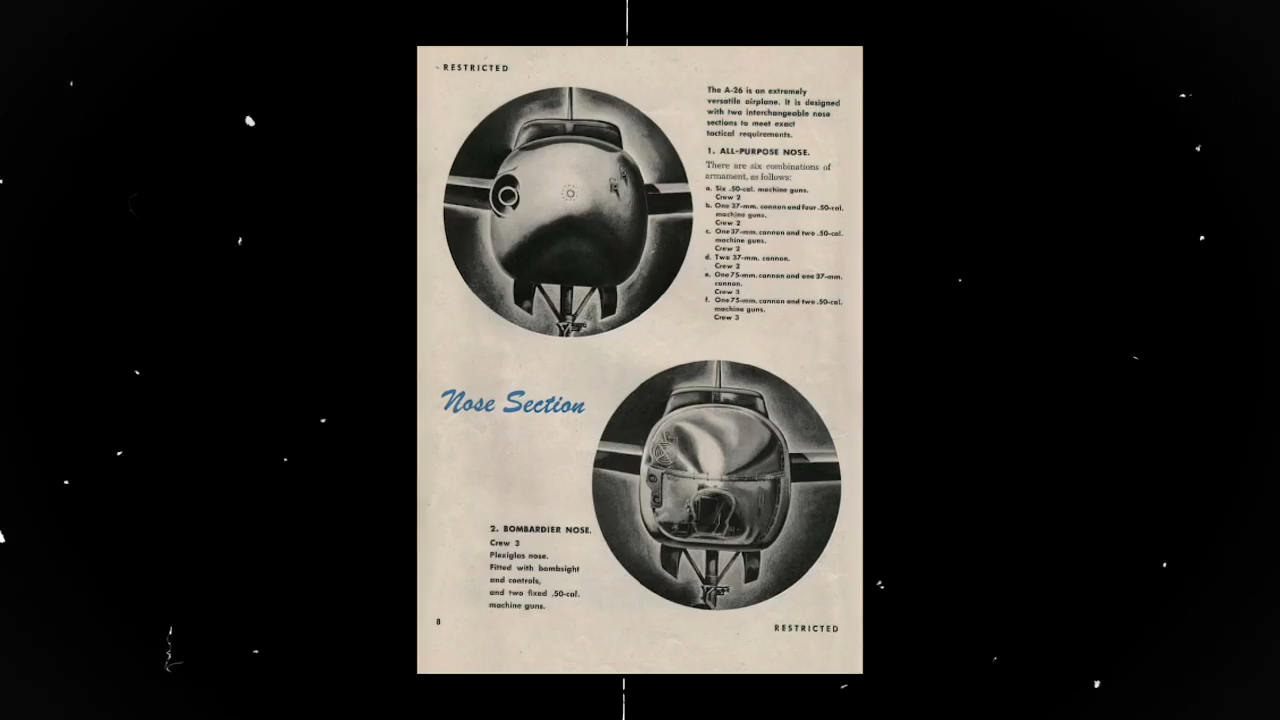 RESTRICTED
The A-26 is an extremely
versatile airplane. It is designed
with two interchangeable nose
sections to meet exact
tactical requirements.
1. ALL-PURPOSE NOSE.
There are six combinations of
armament, as follows:
a. Six .50-cal. machine guns.
Crew 2
b. One 37-mm. cannon and four .50-cal.
machine guns.
Crew 2
c. One 37-mm. cannon and two .50-cal.
machine guns.
Crew 2
d. Two 37-mm. cannon.
Crew 2
e. One 75-mm. cannon and one 37-mm.
cannon.
Crew 3
f. One 75-mm. cannon and two .50-cal.
machine guns.
Crew 3
Nose Section
2. BOMBARDIER NOSE.
Crew 3
Plexiglas nose.
Fitted with bombsight
and controls,
and two fixed .50-cal.
machine guns.
8
RESTRICTED